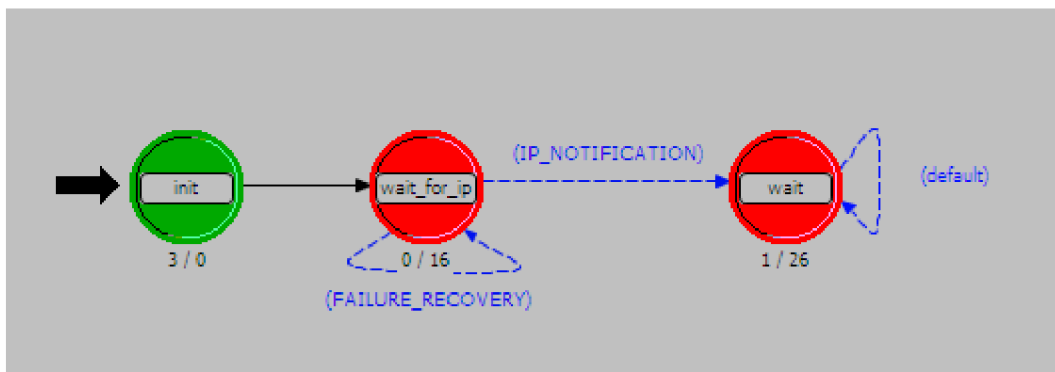 (IP_NOTIFICATION)
init
wait_for_ip
wait
(default)
3 / 0
0 / 16
1 / 26
(FAILURE_RECOVERY)